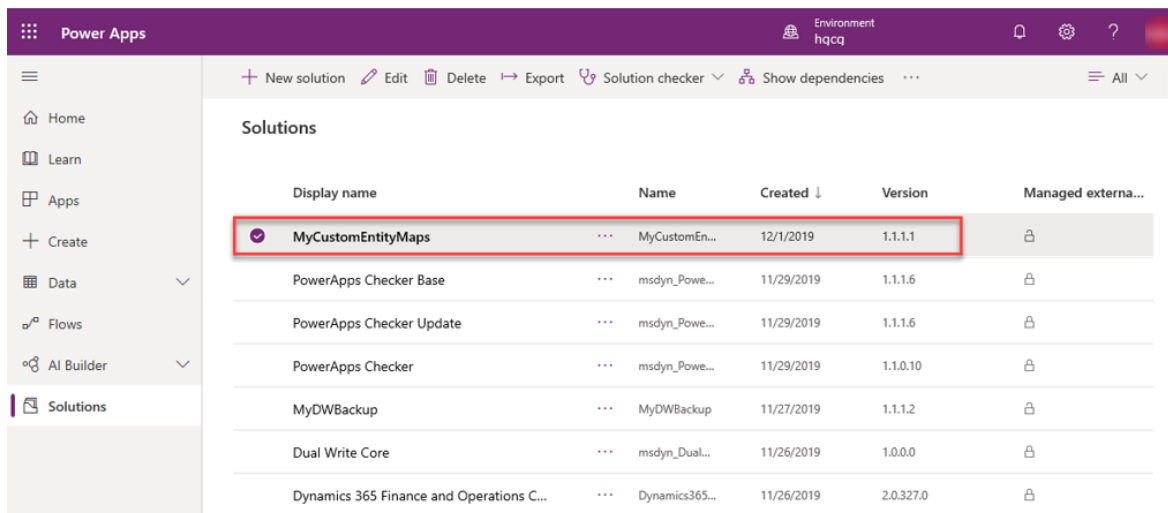 Power Apps
Environment
hqcq
?
New solution Edit Delete Export Solution checker Show dependencies ··· All
Home
Learn
Apps
Create
Data
Flows
AI Builder
Solutions
Solutions
Display name Name Created ↓ Version Managed externa...
MyCustomEntityMaps ··· MyCustomEn... 12/1/2019 1.1.1.1
PowerApps Checker Base ··· msdyn_Powe... 11/29/2019 1.1.1.6
PowerApps Checker Update ··· msdyn_Powe... 11/29/2019 1.1.1.6
PowerApps Checker ··· msdyn_Powe... 11/29/2019 1.1.0.10
MyDWBackup ··· MyDWBackup 11/27/2019 1.1.1.2
Dual Write Core ··· msdyn_Dual... 11/26/2019 1.0.0.0
Dynamics 365 Finance and Operations C... ··· Dynamics365... 11/26/2019 2.0.327.0